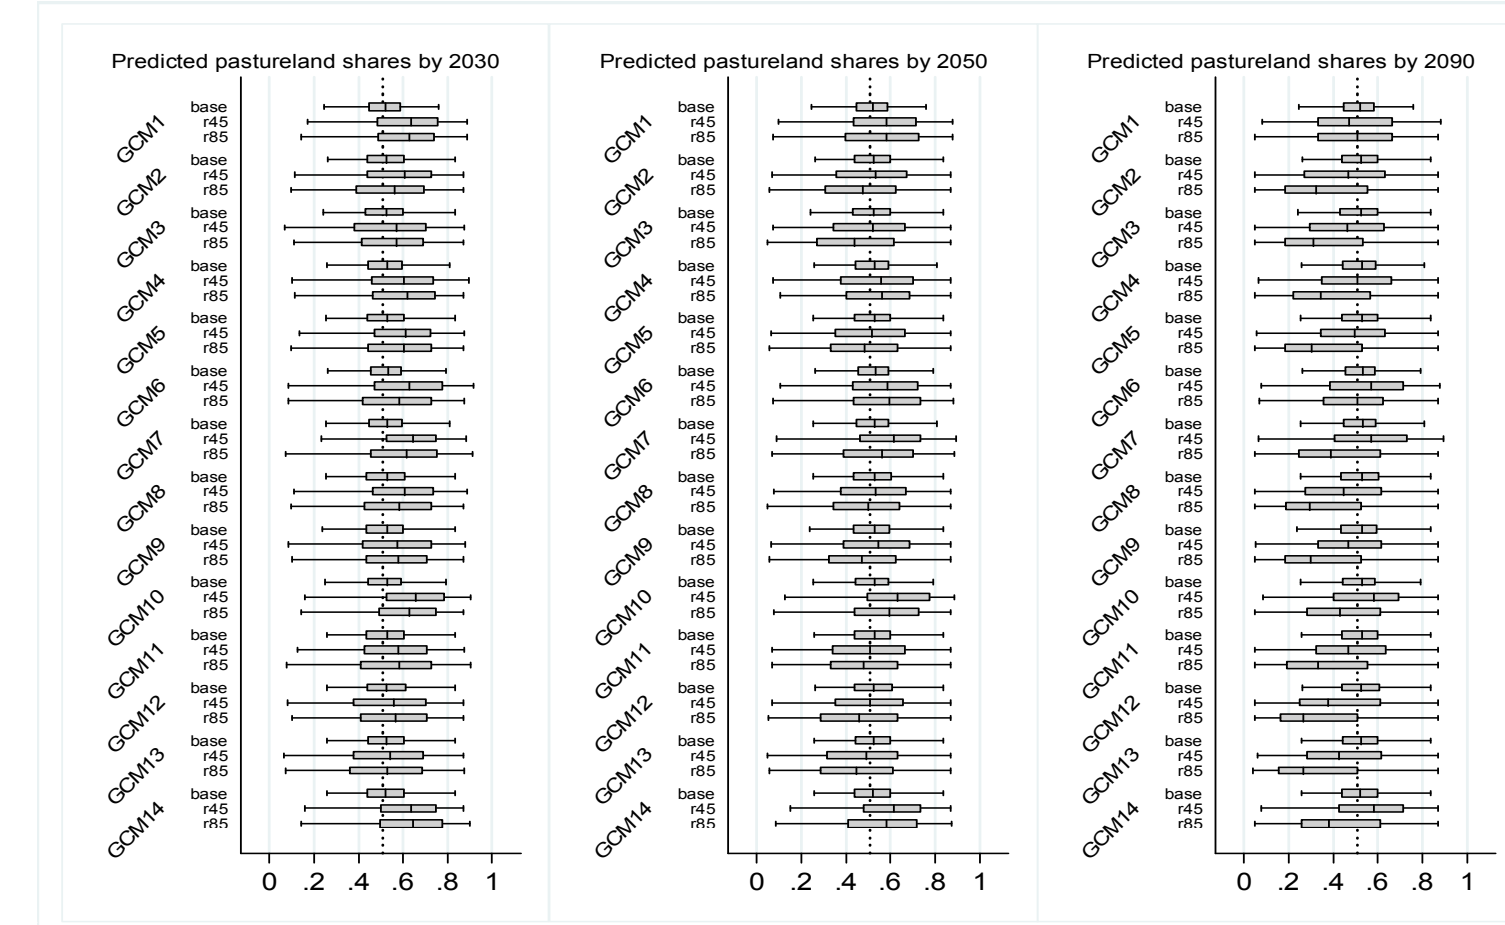 Predicted pastureland shares by 2030
base
GCM1 r45
r85
base
GCM2 r45
r85
base
GCM3 r45
r85
base
GCM4 r45
r85
base
GCM5 r45
r85
base
GCM6 r45
r85
base
GCM7 r45
r85
base
GCM8 r45
r85
base
GCM9 r45
r85
base
GCM10 r45
r85
base
GCM11 r45
r85
base
GCM12 r45
r85
base
GCM13 r45
r85
base
GCM14 r45
r85
0 .2 .4 .6 .8 1
Predicted pastureland shares by 2050
base
GCM1 r45
r85
base
GCM2 r45
r85
base
GCM3 r45
r85
base
GCM4 r45
r85
base
GCM5 r45
r85
base
GCM6 r45
r85
base
GCM7 r45
r85
base
GCM8 r45
r85
base
GCM9 r45
r85
base
GCM10 r45
r85
base
GCM11 r45
r85
base
GCM12 r45
r85
base
GCM13 r45
r85
base
GCM14 r45
r85
0 .2 .4 .6 .8 1
Predicted pastureland shares by 2090
base
GCM1 r45
r85
base
GCM2 r45
r85
base
GCM3 r45
r85
base
GCM4 r45
r85
base
GCM5 r45
r85
base
GCM6 r45
r85
base
GCM7 r45
r85
base
GCM8 r45
r85
base
GCM9 r45
r85
base
GCM10 r45
r85
base
GCM11 r45
r85
base
GCM12 r45
r85
base
GCM13 r45
r85
base
GCM14 r45
r85
0 .2 .4 .6 .8 1